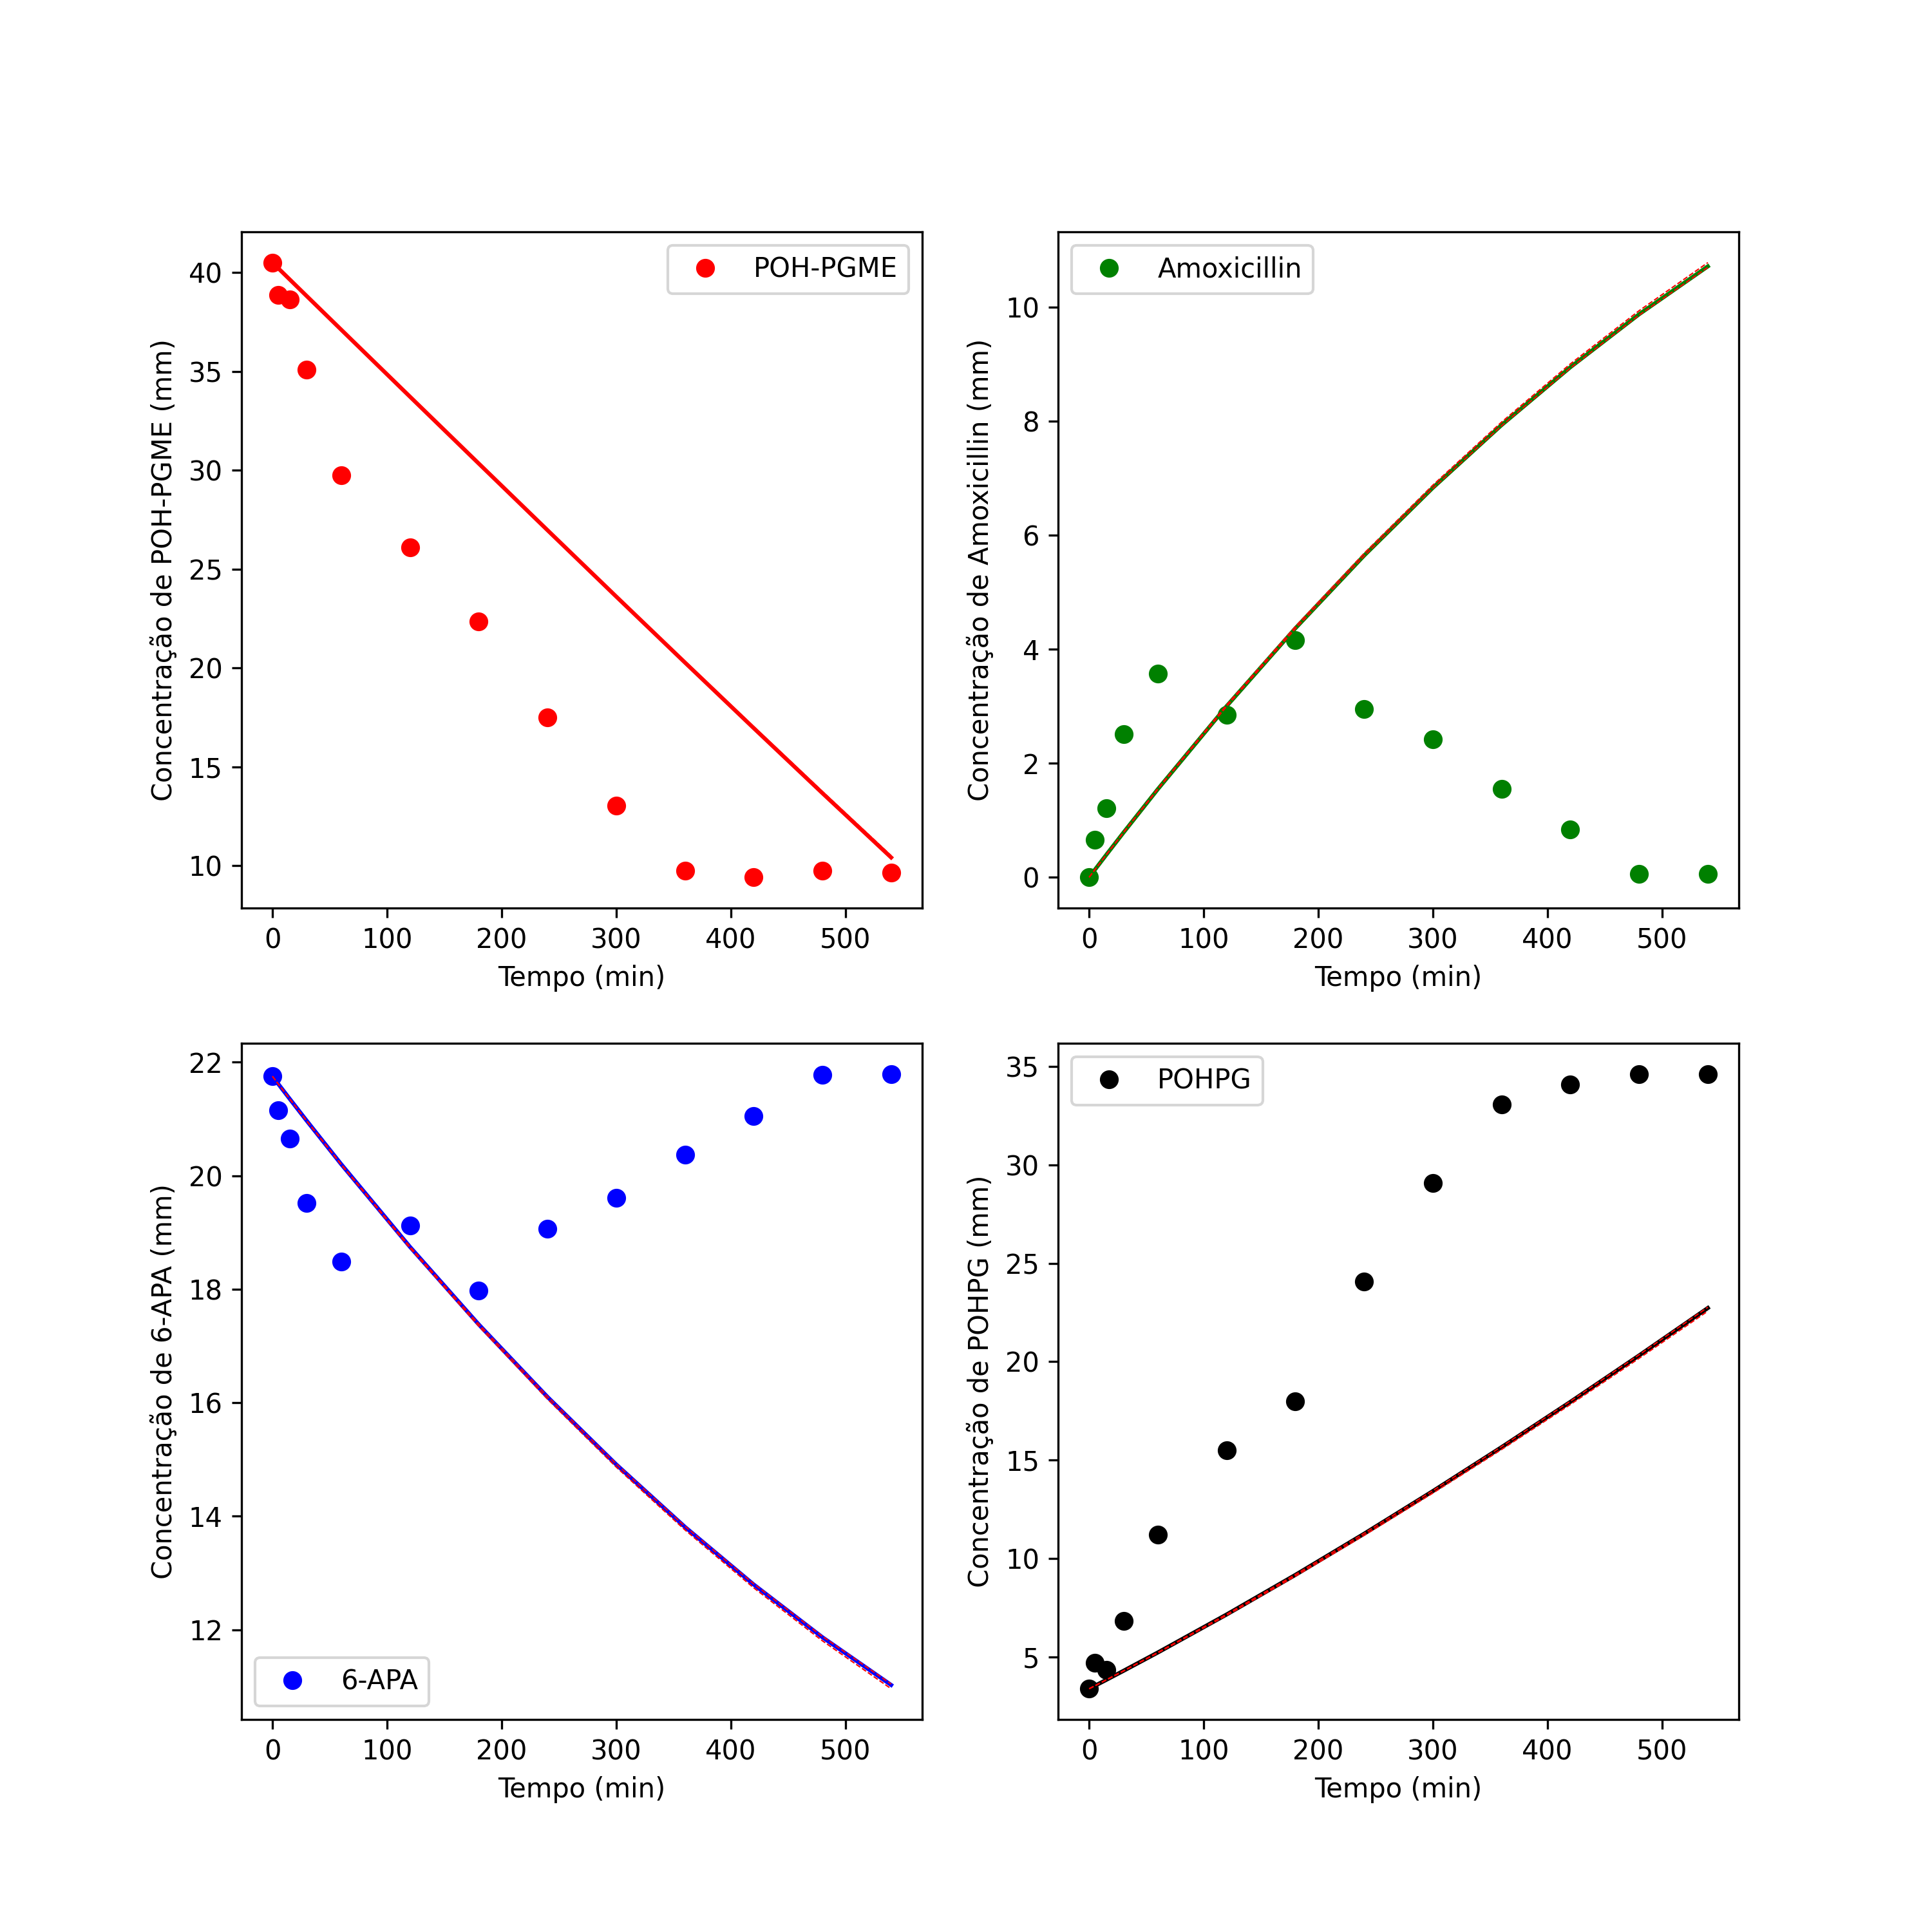 POH-PGME
Concentração de POH-PGME (mm)
40
35
30
25
20
15
10
0 100 200 300 400 500
Tempo (min)
Amoxicillin
Concentração de Amoxicillin (mm)
10
8
6
4
2
0
0 100 200 300 400 500
Tempo (min)
6-APA
Concentração de 6-APA (mm)
22
20
18
16
14
12
0 100 200 300 400 500
Tempo (min)
POHPG
Concentração de POHPG (mm)
35
30
25
20
15
10
5
0 100 200 300 400 500
Tempo (min)